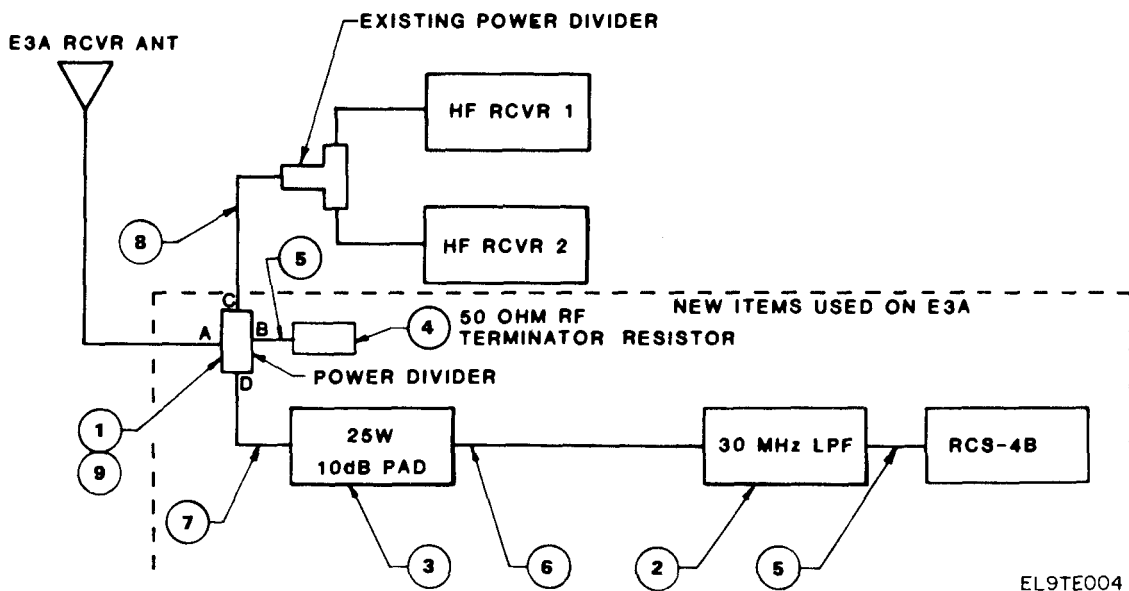 EXISTING POWER DIVIDER
E3A RCVR ANT
HF RCVR 1
HF RCVR 2
8
5
C
NEW ITEMS USED ON E3A
A
B
4
50 OHM RF
TERMINATOR RESISTOR
D
POWER DIVIDER
1
9
25W
10dB PAD
30 MHz LPF
RCS-4B
7
3
6
2
5
EL9TE004